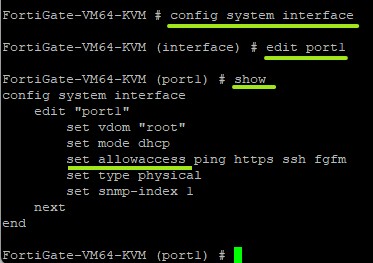 FortiGate-VM64-KVM # config system interface
FortiGate-VM64-KVM (interface) # edit port1
FortiGate-VM64-KVM (port1) # show
config system interface
    edit "port1"
        set vdom "root"
        set mode dhcp
        set allowaccess ping https ssh fgfm
        set type physical
        set snmp-index 1
    next
end
FortiGate-VM64-KVM (port1) #